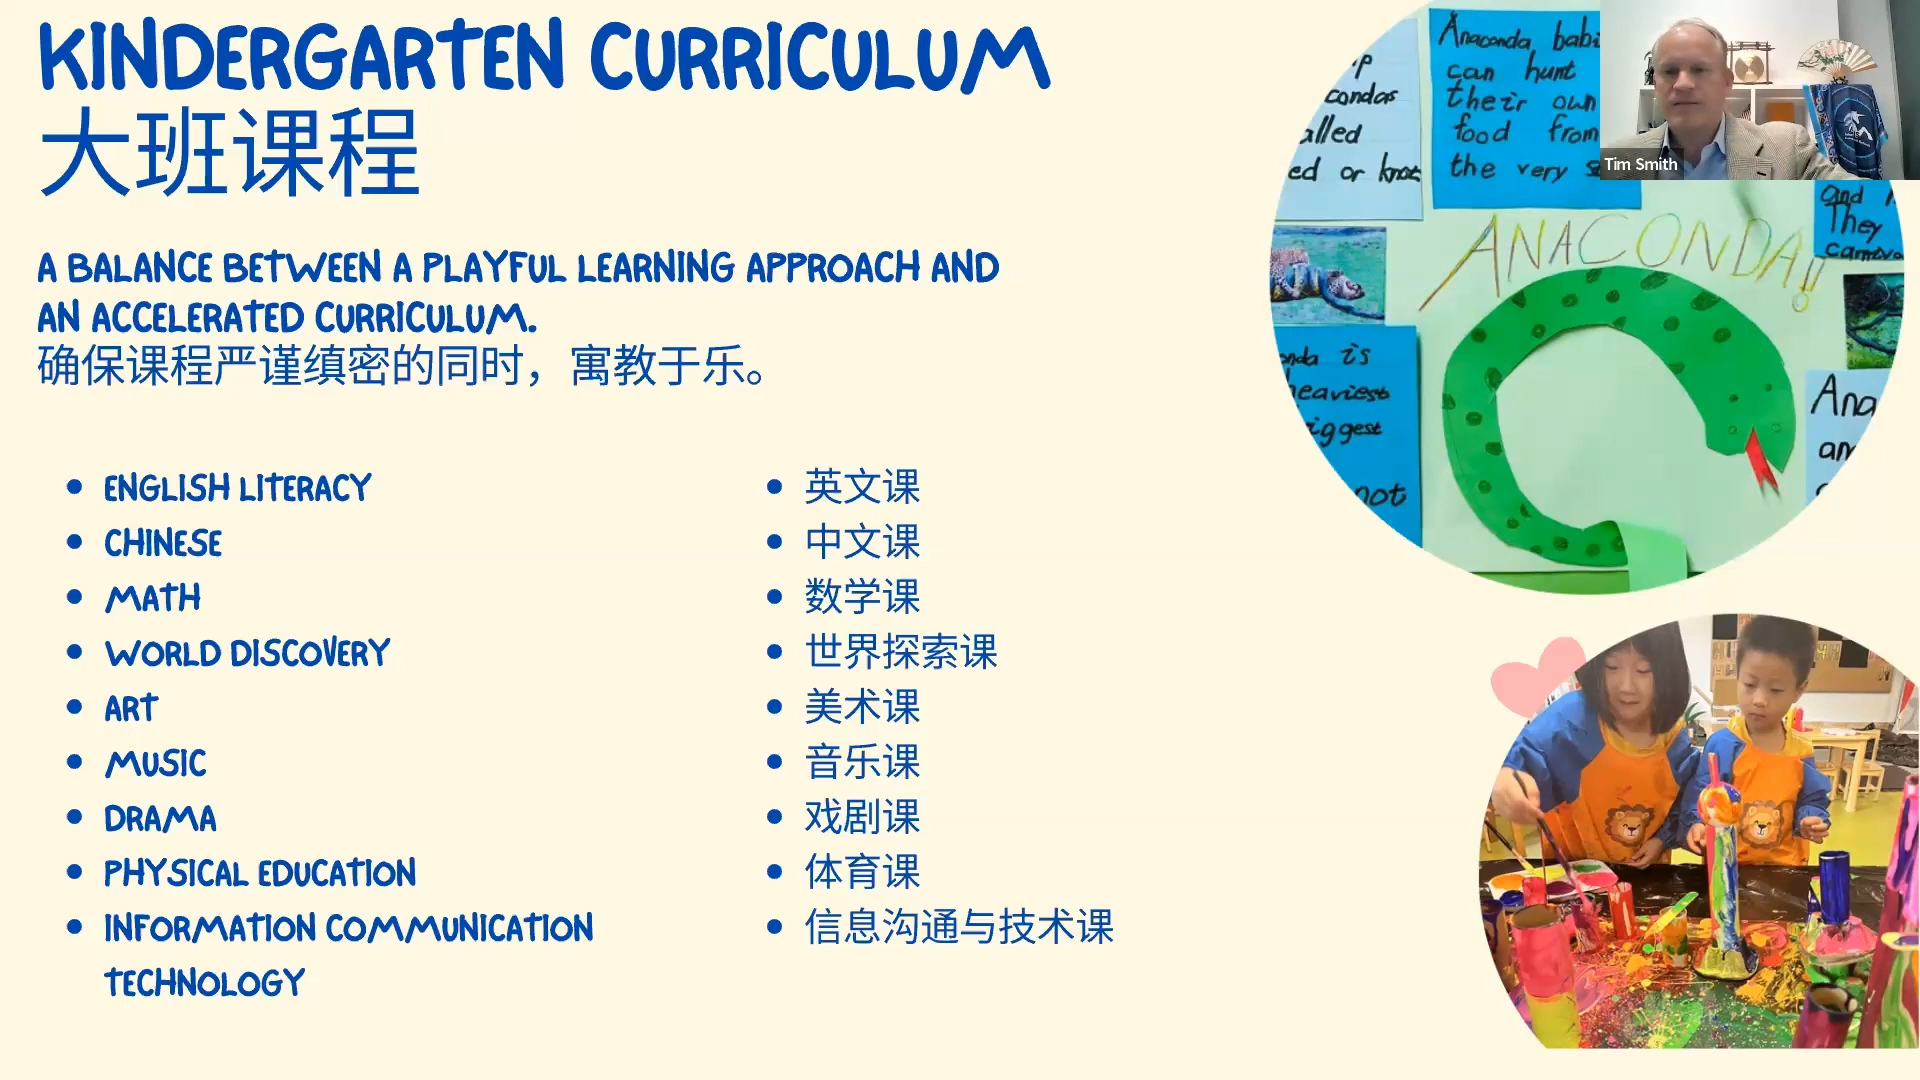 KINDERGARTEN CURRICULUM
大班课程
A BALANCE BETWEEN A PLAYFUL LEARNING APPROACH AND
AN ACCELERATED CURRICULUM.
确保课程严谨缜密的同时，寓教于乐。
ENGLISH LITERACY
CHINESE
MATH
WORLD DISCOVERY
ART
MUSIC
DRAMA
PHYSICAL EDUCATION
INFORMATION COMMUNICATION
TECHNOLOGY
英文课
中文课
数学课
世界探索课
美术课
音乐课
戏剧课
体育课
信息沟通与技术课
Anaconda
can hunt
their own
food from
the very
ed or knot
ANACONDA!
and
They
is
heaviest
not
Tim Smith